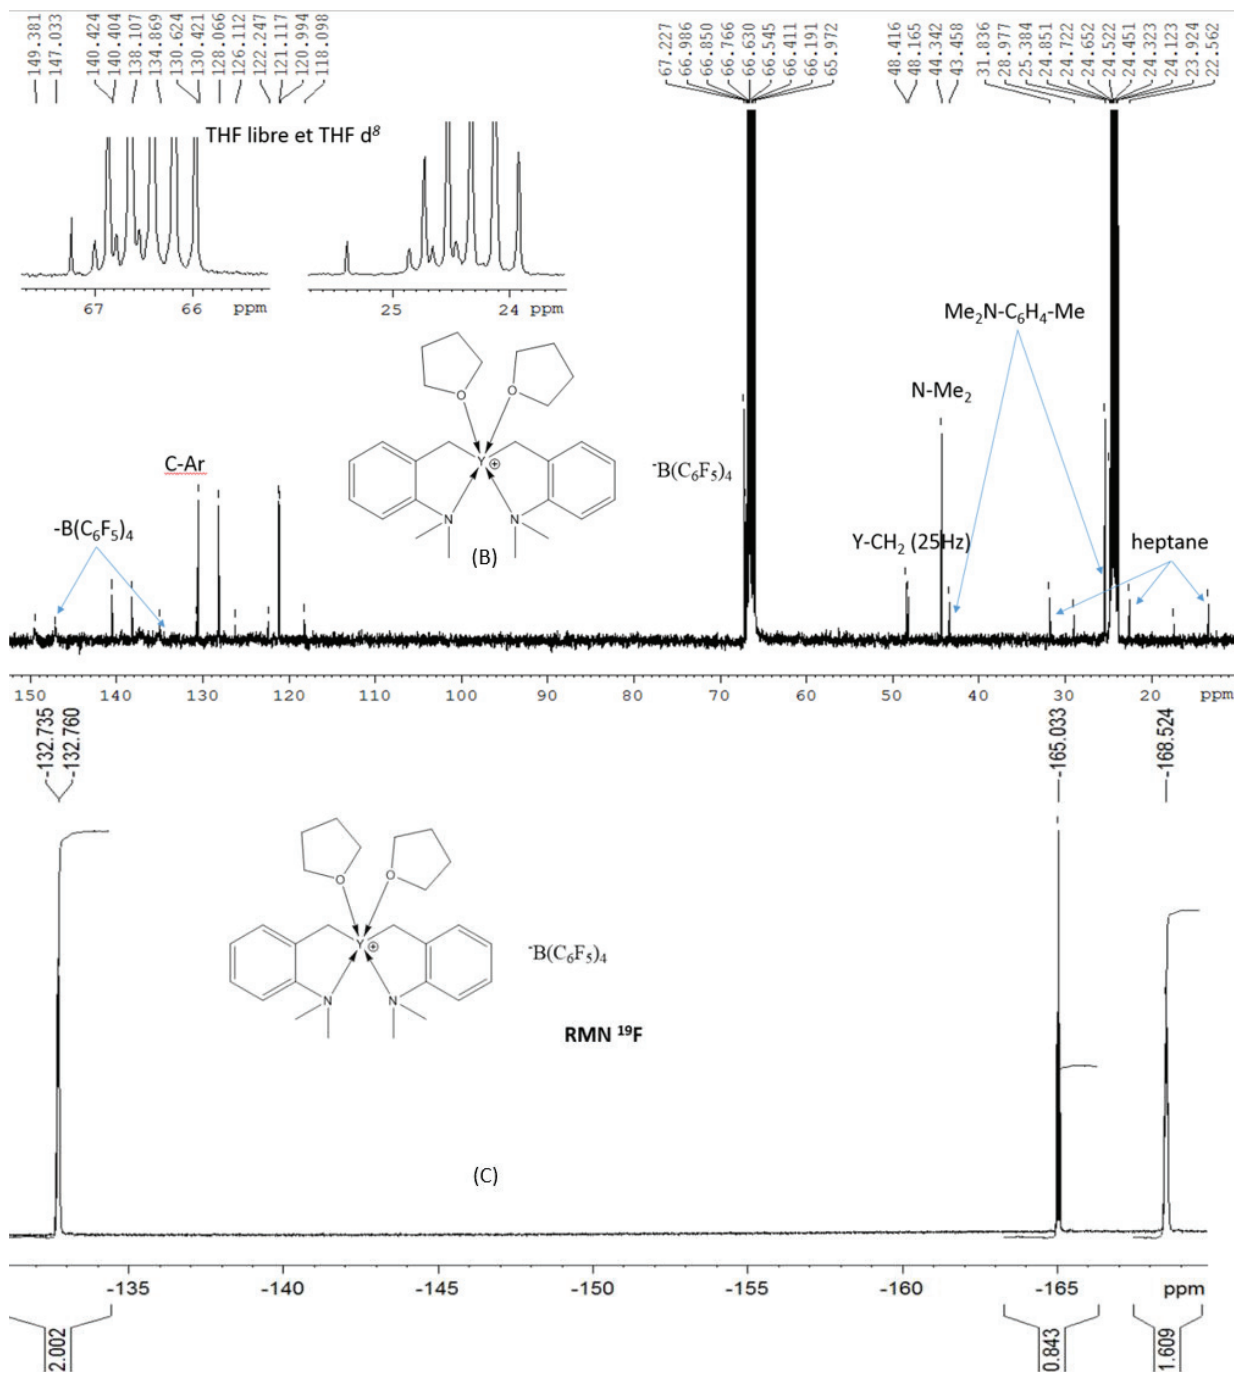 149.381
147.033
140.424
140.404
138.107
134.869
130.624
130.421
128.066
126.112
122.247
121.117
120.994
118.098
67.227
66.986
66.850
66.766
66.630
66.545
66.411
66.191
65.972
48.416
48.165
44.342
43.458
31.836
28.977
25.384
24.851
24.722
24.652
24.522
24.451
24.323
24.123
23.924
22.562
THF libre et THF d⁸
67 66 ppm
25 24 ppm
Me₂N-C₆H₄-Me
N-Me₂
O O
Y ⊕
N N
⁻B(C₆F₅)₄
C-Ar
-B(C₆F₅)₄
(B)
Y-CH₂ (25Hz)
heptane
150 140 130 120 110 100 90 80 70 60 50 40 30 20 ppm
-132.735
-132.760
-165.033
-168.524
O O
Y ⊕
N N
⁻B(C₆F₅)₄
RMN ¹⁹F
(C)
-135 -140 -145 -150 -155 -160 -165 ppm
2.002
0.843
1.609